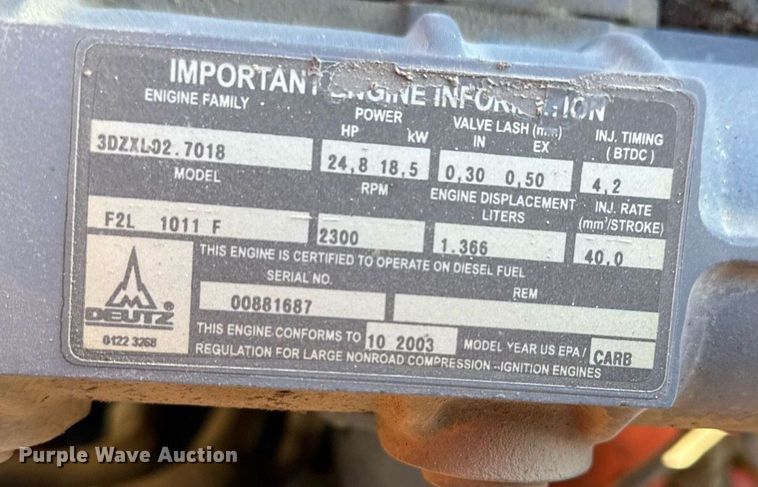 IMPORTANT ENGINE INFORMATION
ENIGINE FAMILY POWER VALVE LASH (mm) INJ. TIMING
HP kW IN EX ( BTDC )
3DZXL02.7018 24,8 18,5 0,30 0,50 4,2
MODEL RPM ENGINE DISPLACEMENT INJ. RATE
LITERS (mm³/STROKE)
F2L 1011 F 2300 1.366 40,0
THIS ENGINE IS CERTIFIED TO OPERATE ON DIESEL FUEL
SERIAL NO. REM
00881687
DEUTZ ®
0122 3268
THIS ENGINE CONFORMS TO 10 2003 MODEL YEAR US EPA / CARB
REGULATION FOR LARGE NONROAD COMPRESSION -IGNITION ENGINES
Purple Wave Auction